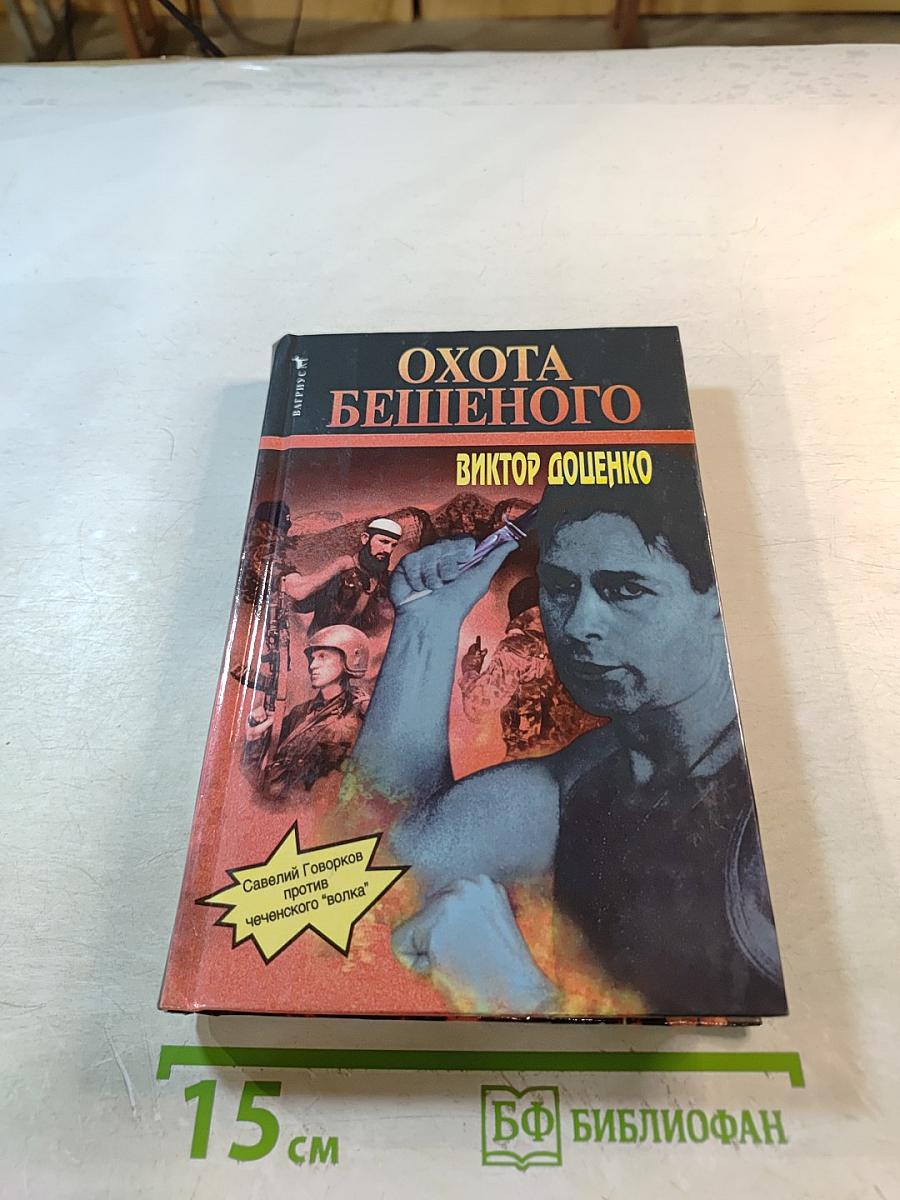 ВАГРИУС
ОХОТА
БЕШЕНОГО
ВИКТОР ДОЦЕНКО
Савелий Говорков
против
чеченского "волка"
15 см
БФ БИБЛИОФАН